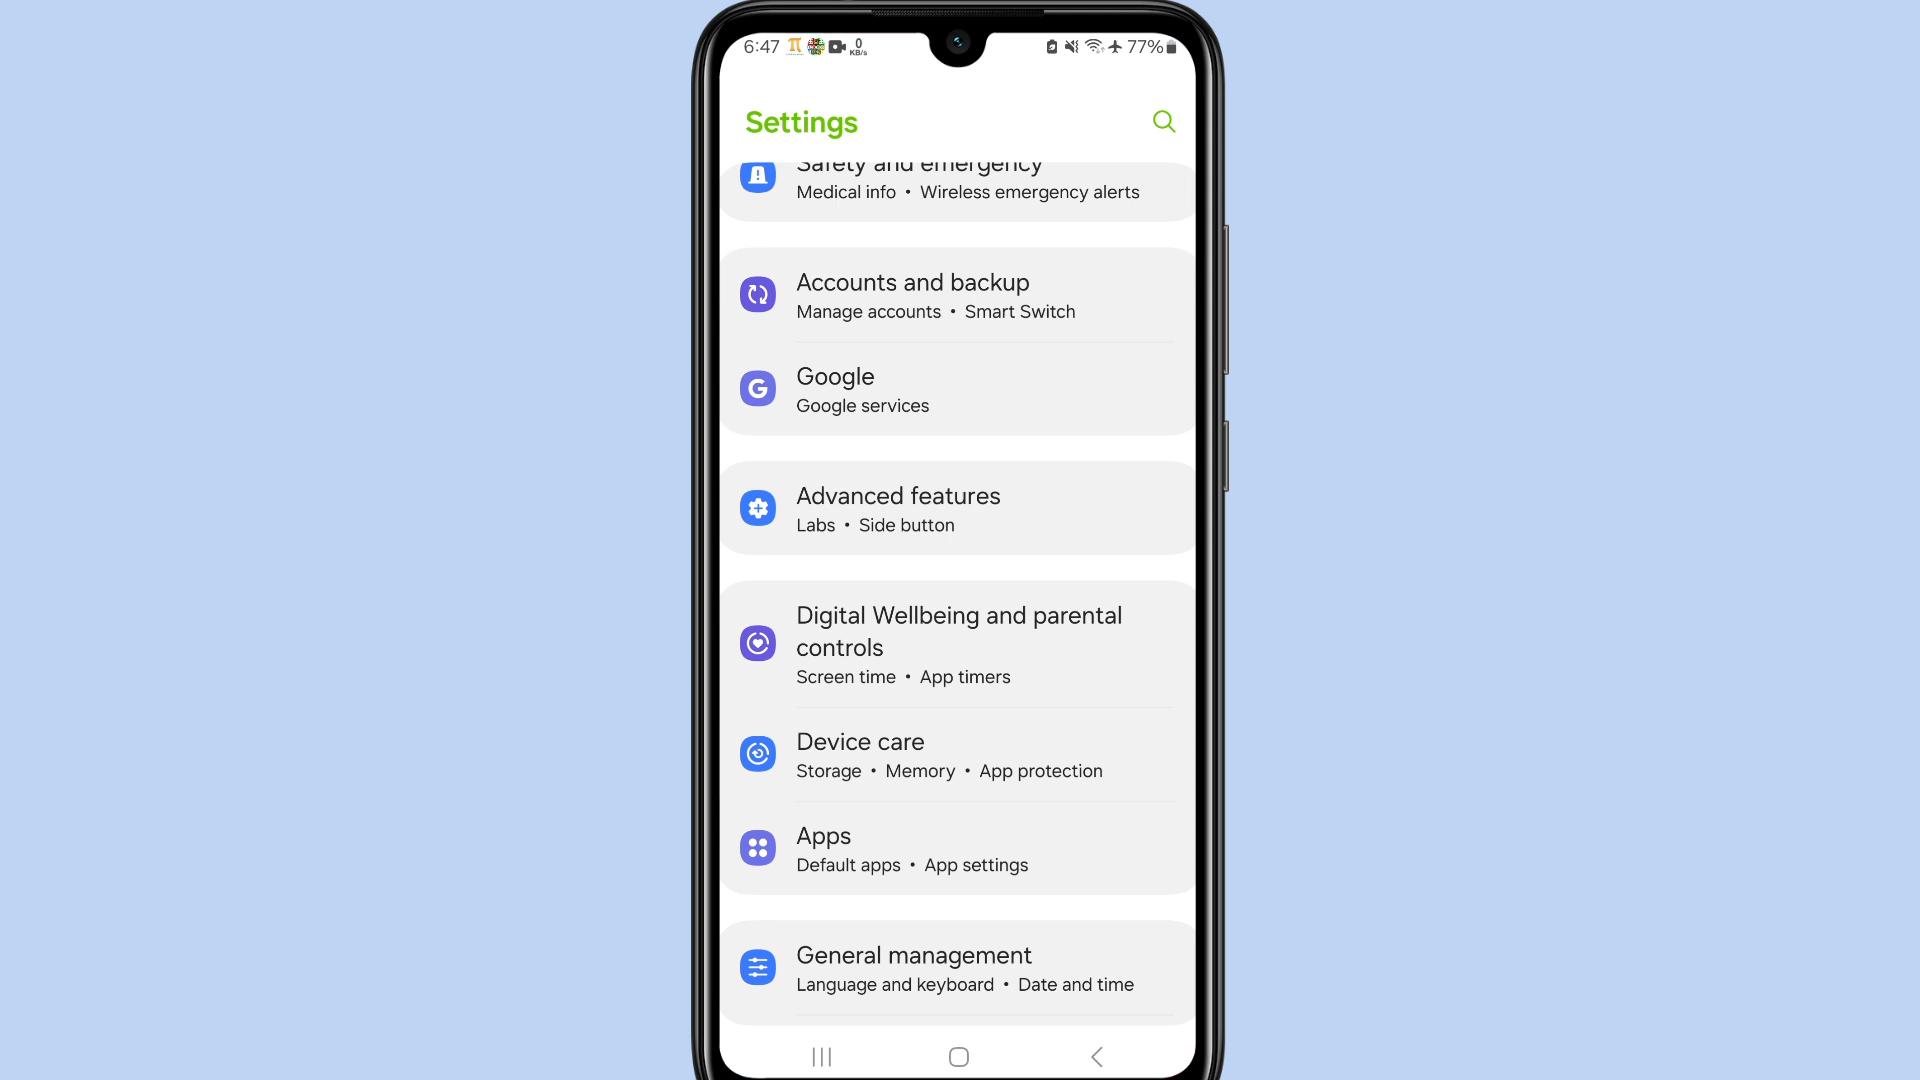 6:47 0 KB/s 77%
Settings
Safety and emergency
Medical info • Wireless emergency alerts
Accounts and backup
Manage accounts • Smart Switch
Google
Google services
Advanced features
Labs • Side button
Digital Wellbeing and parental
controls
Screen time • App timers
Device care
Storage • Memory • App protection
Apps
Default apps • App settings
General management
Language and keyboard • Date and time